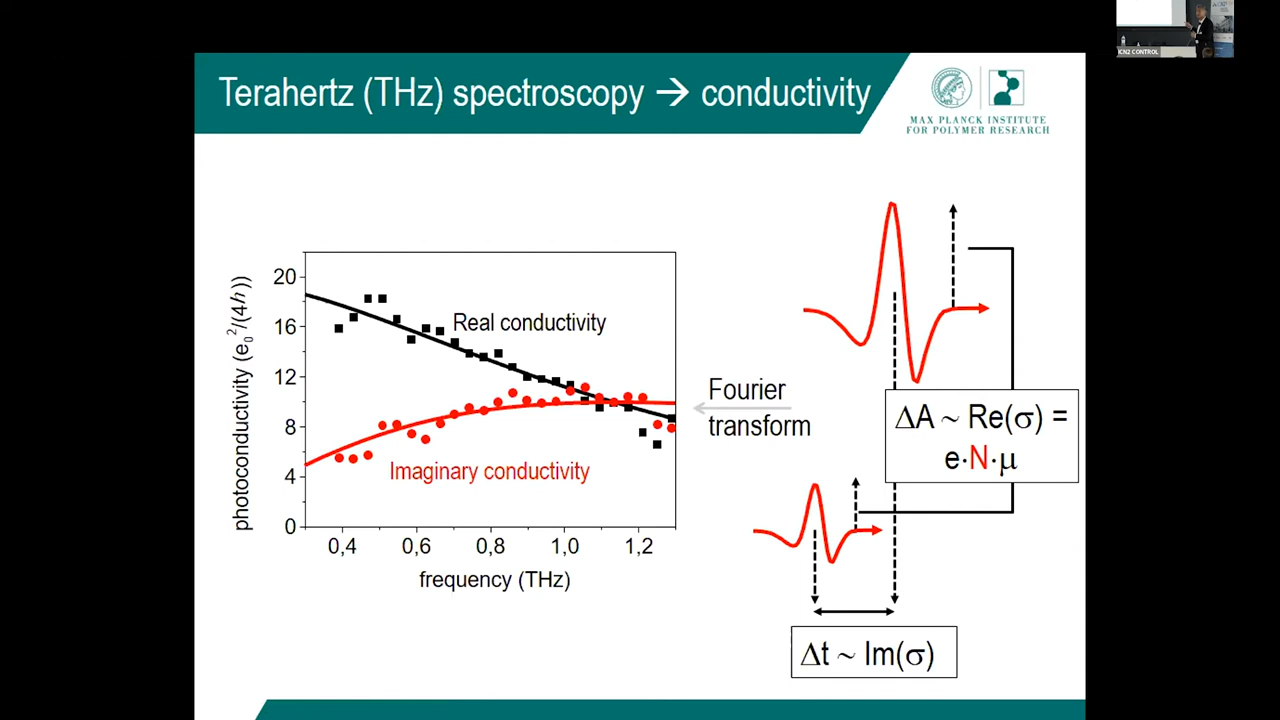 Terahertz (THz) spectroscopy → conductivity
MAX PLANCK INSTITUTE
FOR POLYMER RESEARCH
ICN2 CONTROL
photoconductivity (e₀²/(4ℏ)
20
16
12
8
4
0
Real conductivity
Imaginary conductivity
0,4
0,6
0,8
1,0
1,2
frequency (THz)
Fourier
transform
ΔA ~ Re(σ) =
e·N·μ
Δt ~ Im(σ)